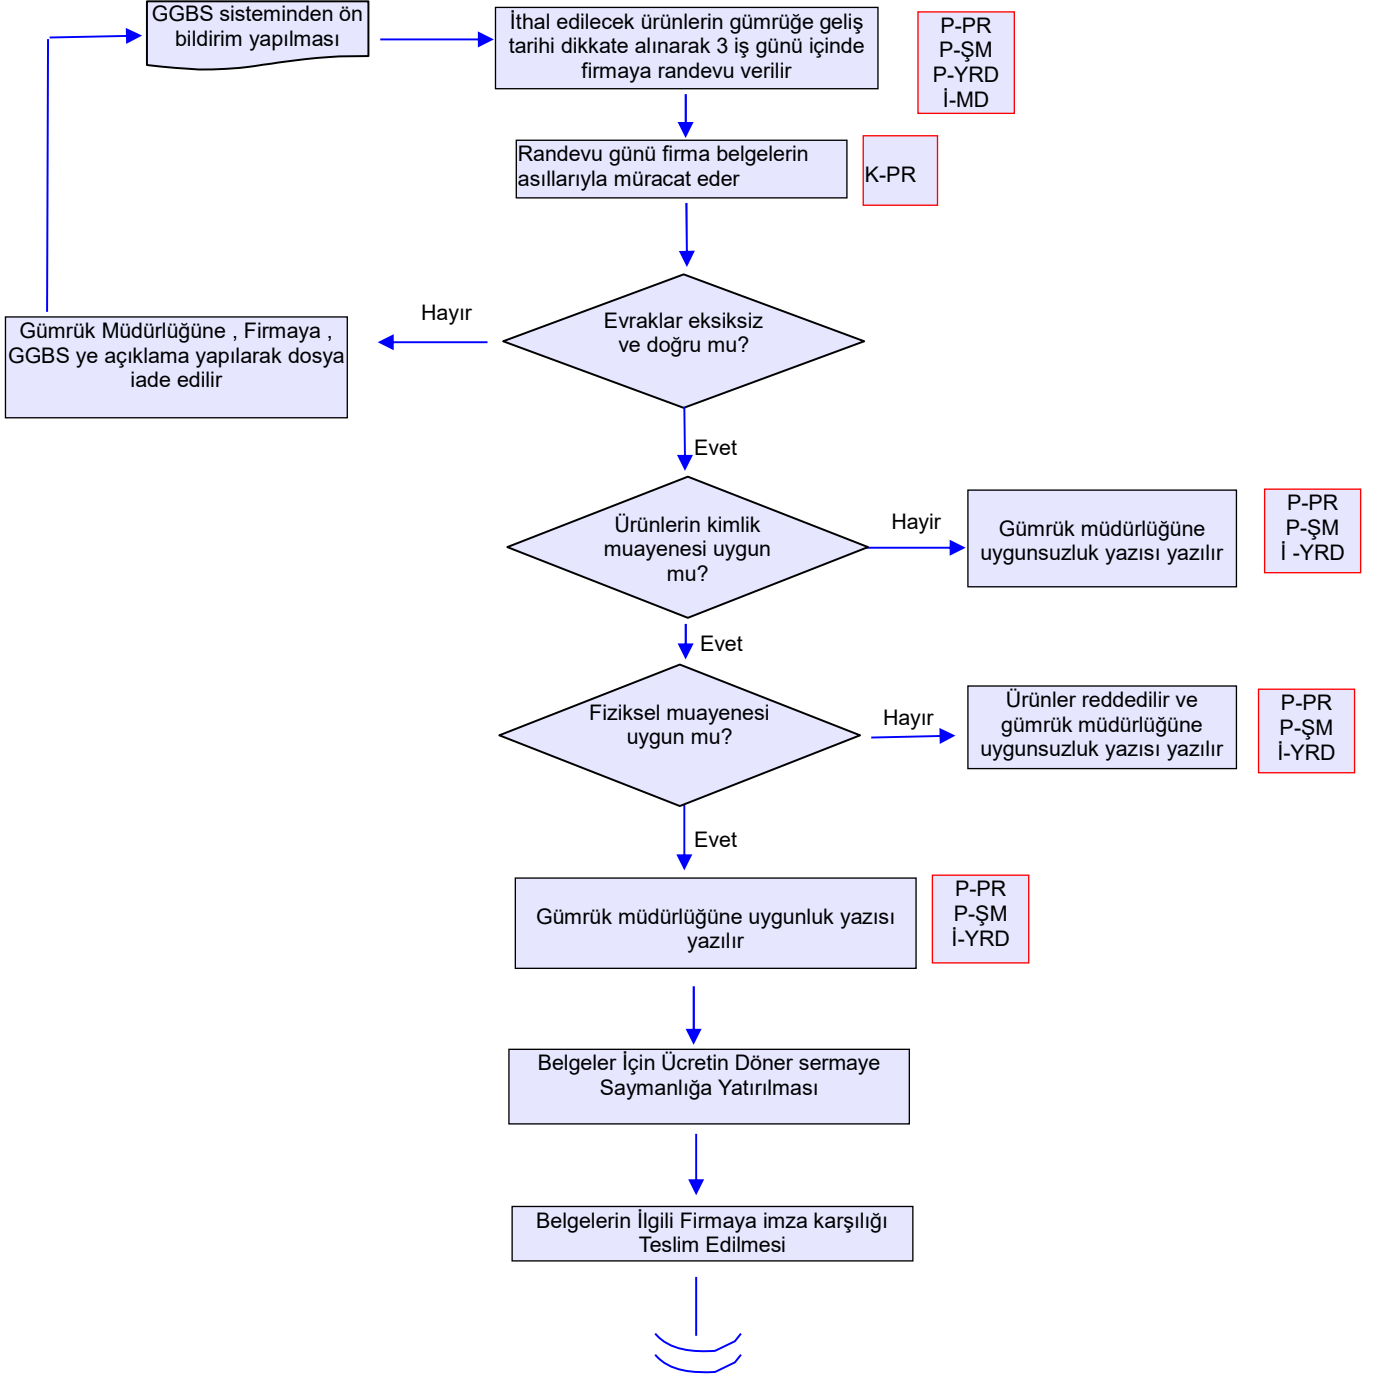 GGBS sisteminden ön
bildirim yapılması
İthal edilecek ürünlerin gümrüğe geliş
tarihi dikkate alınarak 3 iş günü içinde
firmaya randevu verilir
P-PR
P-ŞM
P-YRD
İ-MD
Randevu günü firma belgelerin
asıllarıyla müracat eder
K-PR
Evraklar eksiksiz
ve doğru mu?
Hayır
Gümrük Müdürlüğüne , Firmaya ,
GGBS ye açıklama yapılarak dosya
iade edilir
Evet
Ürünlerin kimlik
muayenesi uygun
mu?
Hayir
Gümrük müdürlüğüne
uygunsuzluk yazısı yazılır
P-PR
P-ŞM
İ -YRD
Evet
Fiziksel muayenesi
uygun mu?
Hayır
Ürünler reddedilir ve
gümrük müdürlüğüne
uygunsuzluk yazısı yazılır
P-PR
P-ŞM
İ-YRD
Evet
Gümrük müdürlüğüne uygunluk yazısı
yazılır
P-PR
P-ŞM
İ-YRD
Belgeler İçin Ücretin Döner sermaye
Saymanlığa Yatırılması
Belgelerin İlgili Firmaya imza karşılığı
Teslim Edilmesi